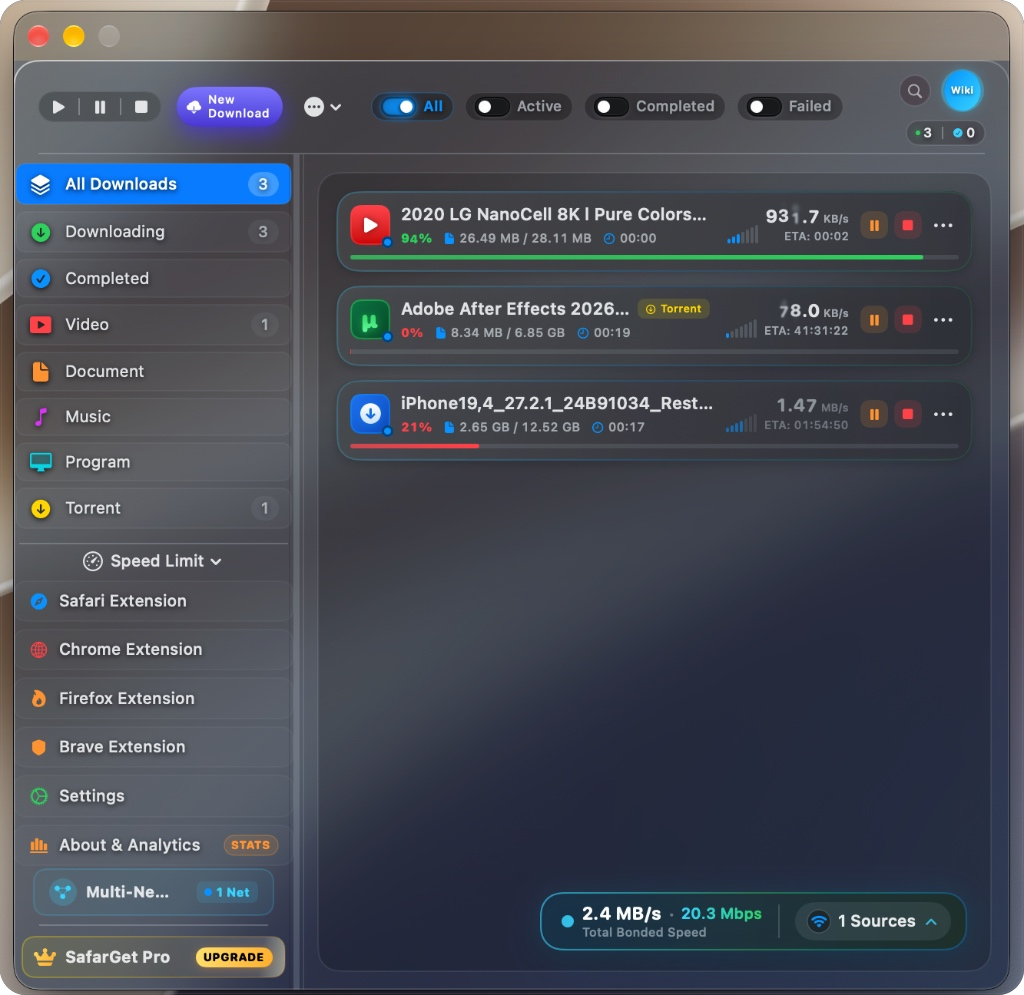 New
Download
All
Active
Completed
Failed
Wiki
3
0
All Downloads
3
Downloading
3
Completed
Video
1
Document
Music
Program
Torrent
1
Speed Limit
Safari Extension
Chrome Extension
Firefox Extension
Brave Extension
Settings
About & Analytics
STATS
Multi-Ne...
1 Net
SafarGet Pro
UPGRADE
2020 LG NanoCell 8K l Pure Colors...
94%
26.49 MB / 28.11 MB
00:00
931.7 KB/s
ETA: 00:02
Adobe After Effects 2026...
Torrent
0%
8.34 MB / 6.85 GB
00:19
78.0 KB/s
ETA: 41:31:22
iPhone19,4_27.2.1_24B91034_Rest...
21%
2.65 GB / 12.52 GB
00:17
1.47 MB/s
ETA: 01:54:50
2.4 MB/s · 20.3 Mbps
Total Bonded Speed
1 Sources